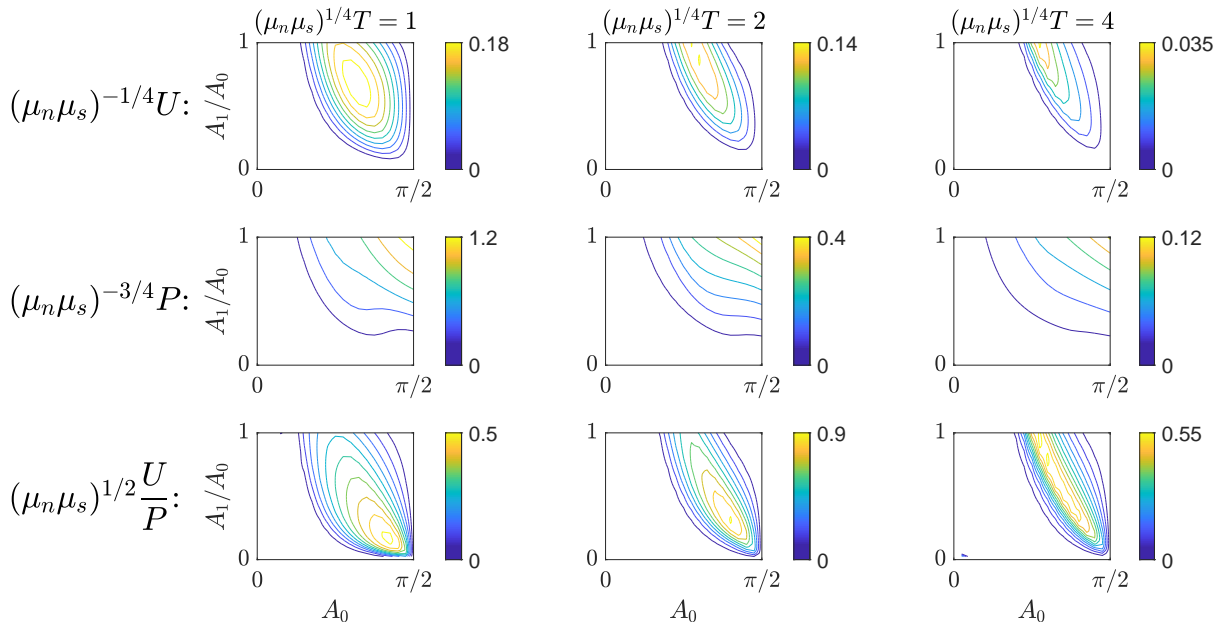 (μₙμₛ)^{1/4}T = 1 (μₙμₛ)^{1/4}T = 2 (μₙμₛ)^{1/4}T = 4
(μₙμₛ)^{-1/4}U: A₁/A₀ 1 0 0 π/2 0.18 0 1 0 0 π/2 0.14 0 1 0 0 π/2 0.035 0
(μₙμₛ)^{-3/4}P: A₁/A₀ 1 0 0 π/2 1.2 0 1 0 0 π/2 0.4 0 1 0 0 π/2 0.12 0
(μₙμₛ)^{1/2} U/P: A₁/A₀ 1 0 0 π/2 0.5 0 1 0 0 π/2 0.9 0 1 0 0 π/2 0.55 0
A₀ A₀ A₀